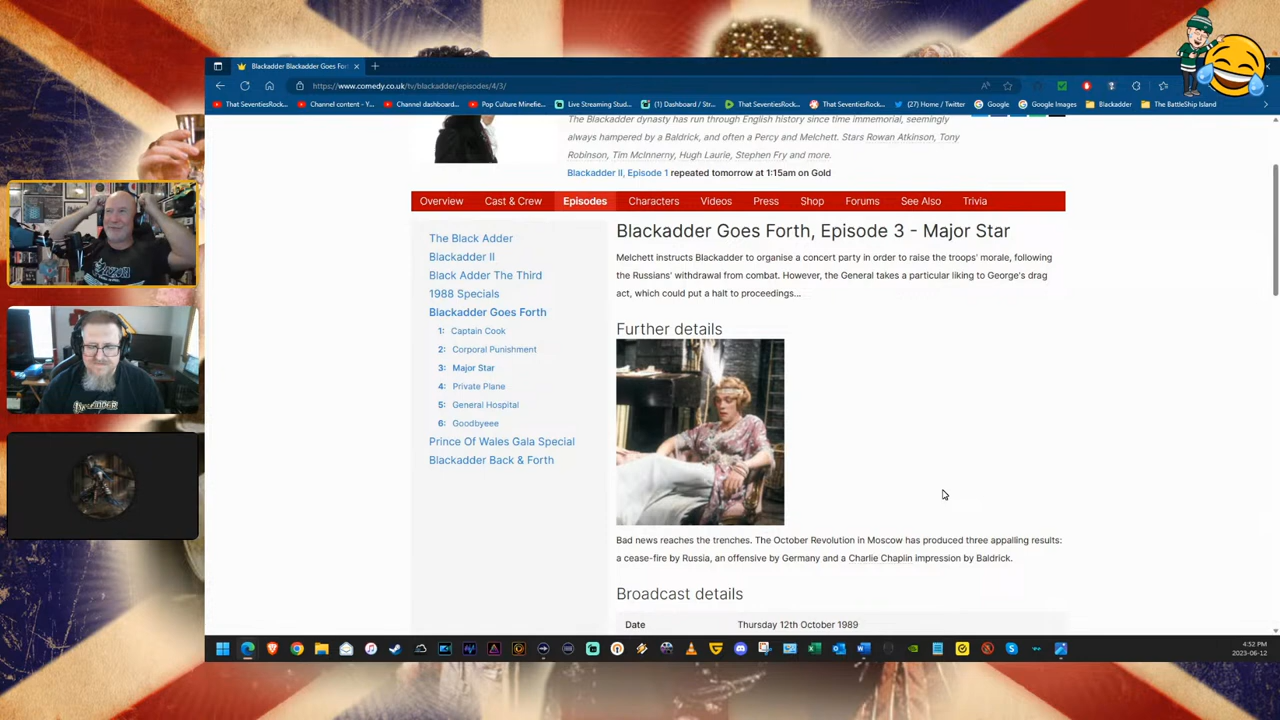 Blackadder Blackadder Goes For
https://www.comedy.co.uk/tv/blackadder/episodes/4/3/
That SeventiesRock... Channel content - Y... Channel dashboard... Pop Culture Minefie... Live Streaming Stud... (1) Dashboard / Str... That SeventiesRock... That SeventiesRock... (27) Home / Twitter Google Google Images Blackadder The BattleShip Island
The Blackadder dynasty has run through English history since time immemorial, seemingly
always hampered by a Baldrick, and often a Percy and Melchett. Stars Rowan Atkinson, Tony
Robinson, Tim McInnerny, Hugh Laurie, Stephen Fry and more.
Blackadder II, Episode 1 repeated tomorrow at 1:15am on Gold
Overview Cast & Crew Episodes Characters Videos Press Shop Forums See Also Trivia
The Black Adder
Blackadder II
Black Adder The Third
1988 Specials
Blackadder Goes Forth
1: Captain Cook
2: Corporal Punishment
3: Major Star
4: Private Plane
5: General Hospital
6: Goodbyeee
Prince Of Wales Gala Special
Blackadder Back & Forth
Blackadder Goes Forth, Episode 3 - Major Star
Melchett instructs Blackadder to organise a concert party in order to raise the troops' morale, following
the Russians' withdrawal from combat. However, the General takes a particular liking to George's drag
act, which could put a halt to proceedings...
Further details
Bad news reaches the trenches. The October Revolution in Moscow has produced three appalling results:
a cease-fire by Russia, an offensive by Germany and a Charlie Chaplin impression by Baldrick.
Broadcast details
Date Thursday 12th October 1989
4:52 PM
2023-06-12